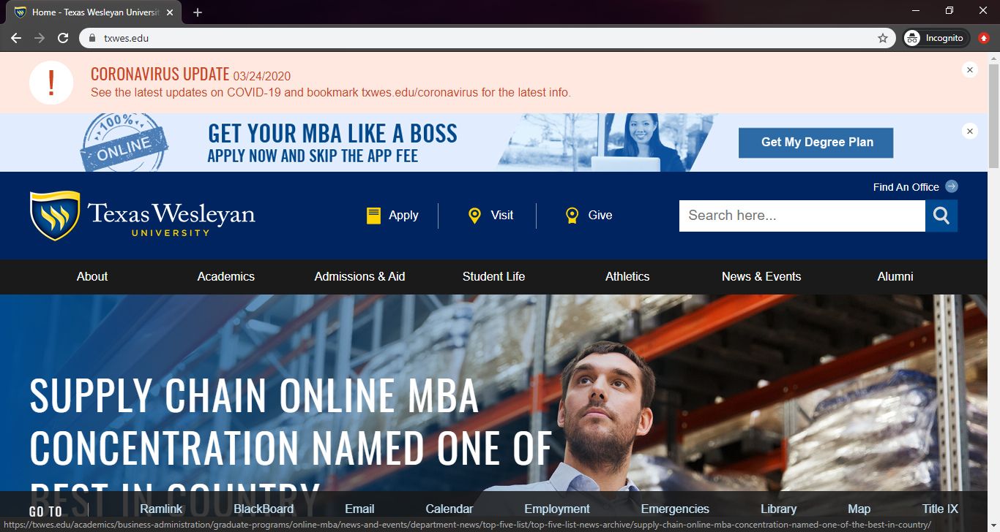 Home - Texas Wesleyan Universit
txwes.edu
Incognito
!
CORONAVIRUS UPDATE 03/24/2020
See the latest updates on COVID-19 and bookmark txwes.edu/coronavirus for the latest info.
100%
ONLINE
GET YOUR MBA LIKE A BOSS
APPLY NOW AND SKIP THE APP FEE
Get My Degree Plan
Find An Office
Texas Wesleyan
UNIVERSITY
Apply
Visit
Give
Search here...
About
Academics
Admissions & Aid
Student Life
Athletics
News & Events
Alumni
SUPPLY CHAIN ONLINE MBA
CONCENTRATION NAMED ONE OF
BEST IN COUNTRY
GO TO
Ramlink
BlackBoard
Email
Calendar
Employment
Emergencies
Library
Map
Title IX
https://txwes.edu/academics/business-administration/graduate-programs/online-mba/news-and-events/department-news/top-five-list/top-five-list-news-archive/supply-chain-online-mba-concentration-named-one-of-the-best-in-country/